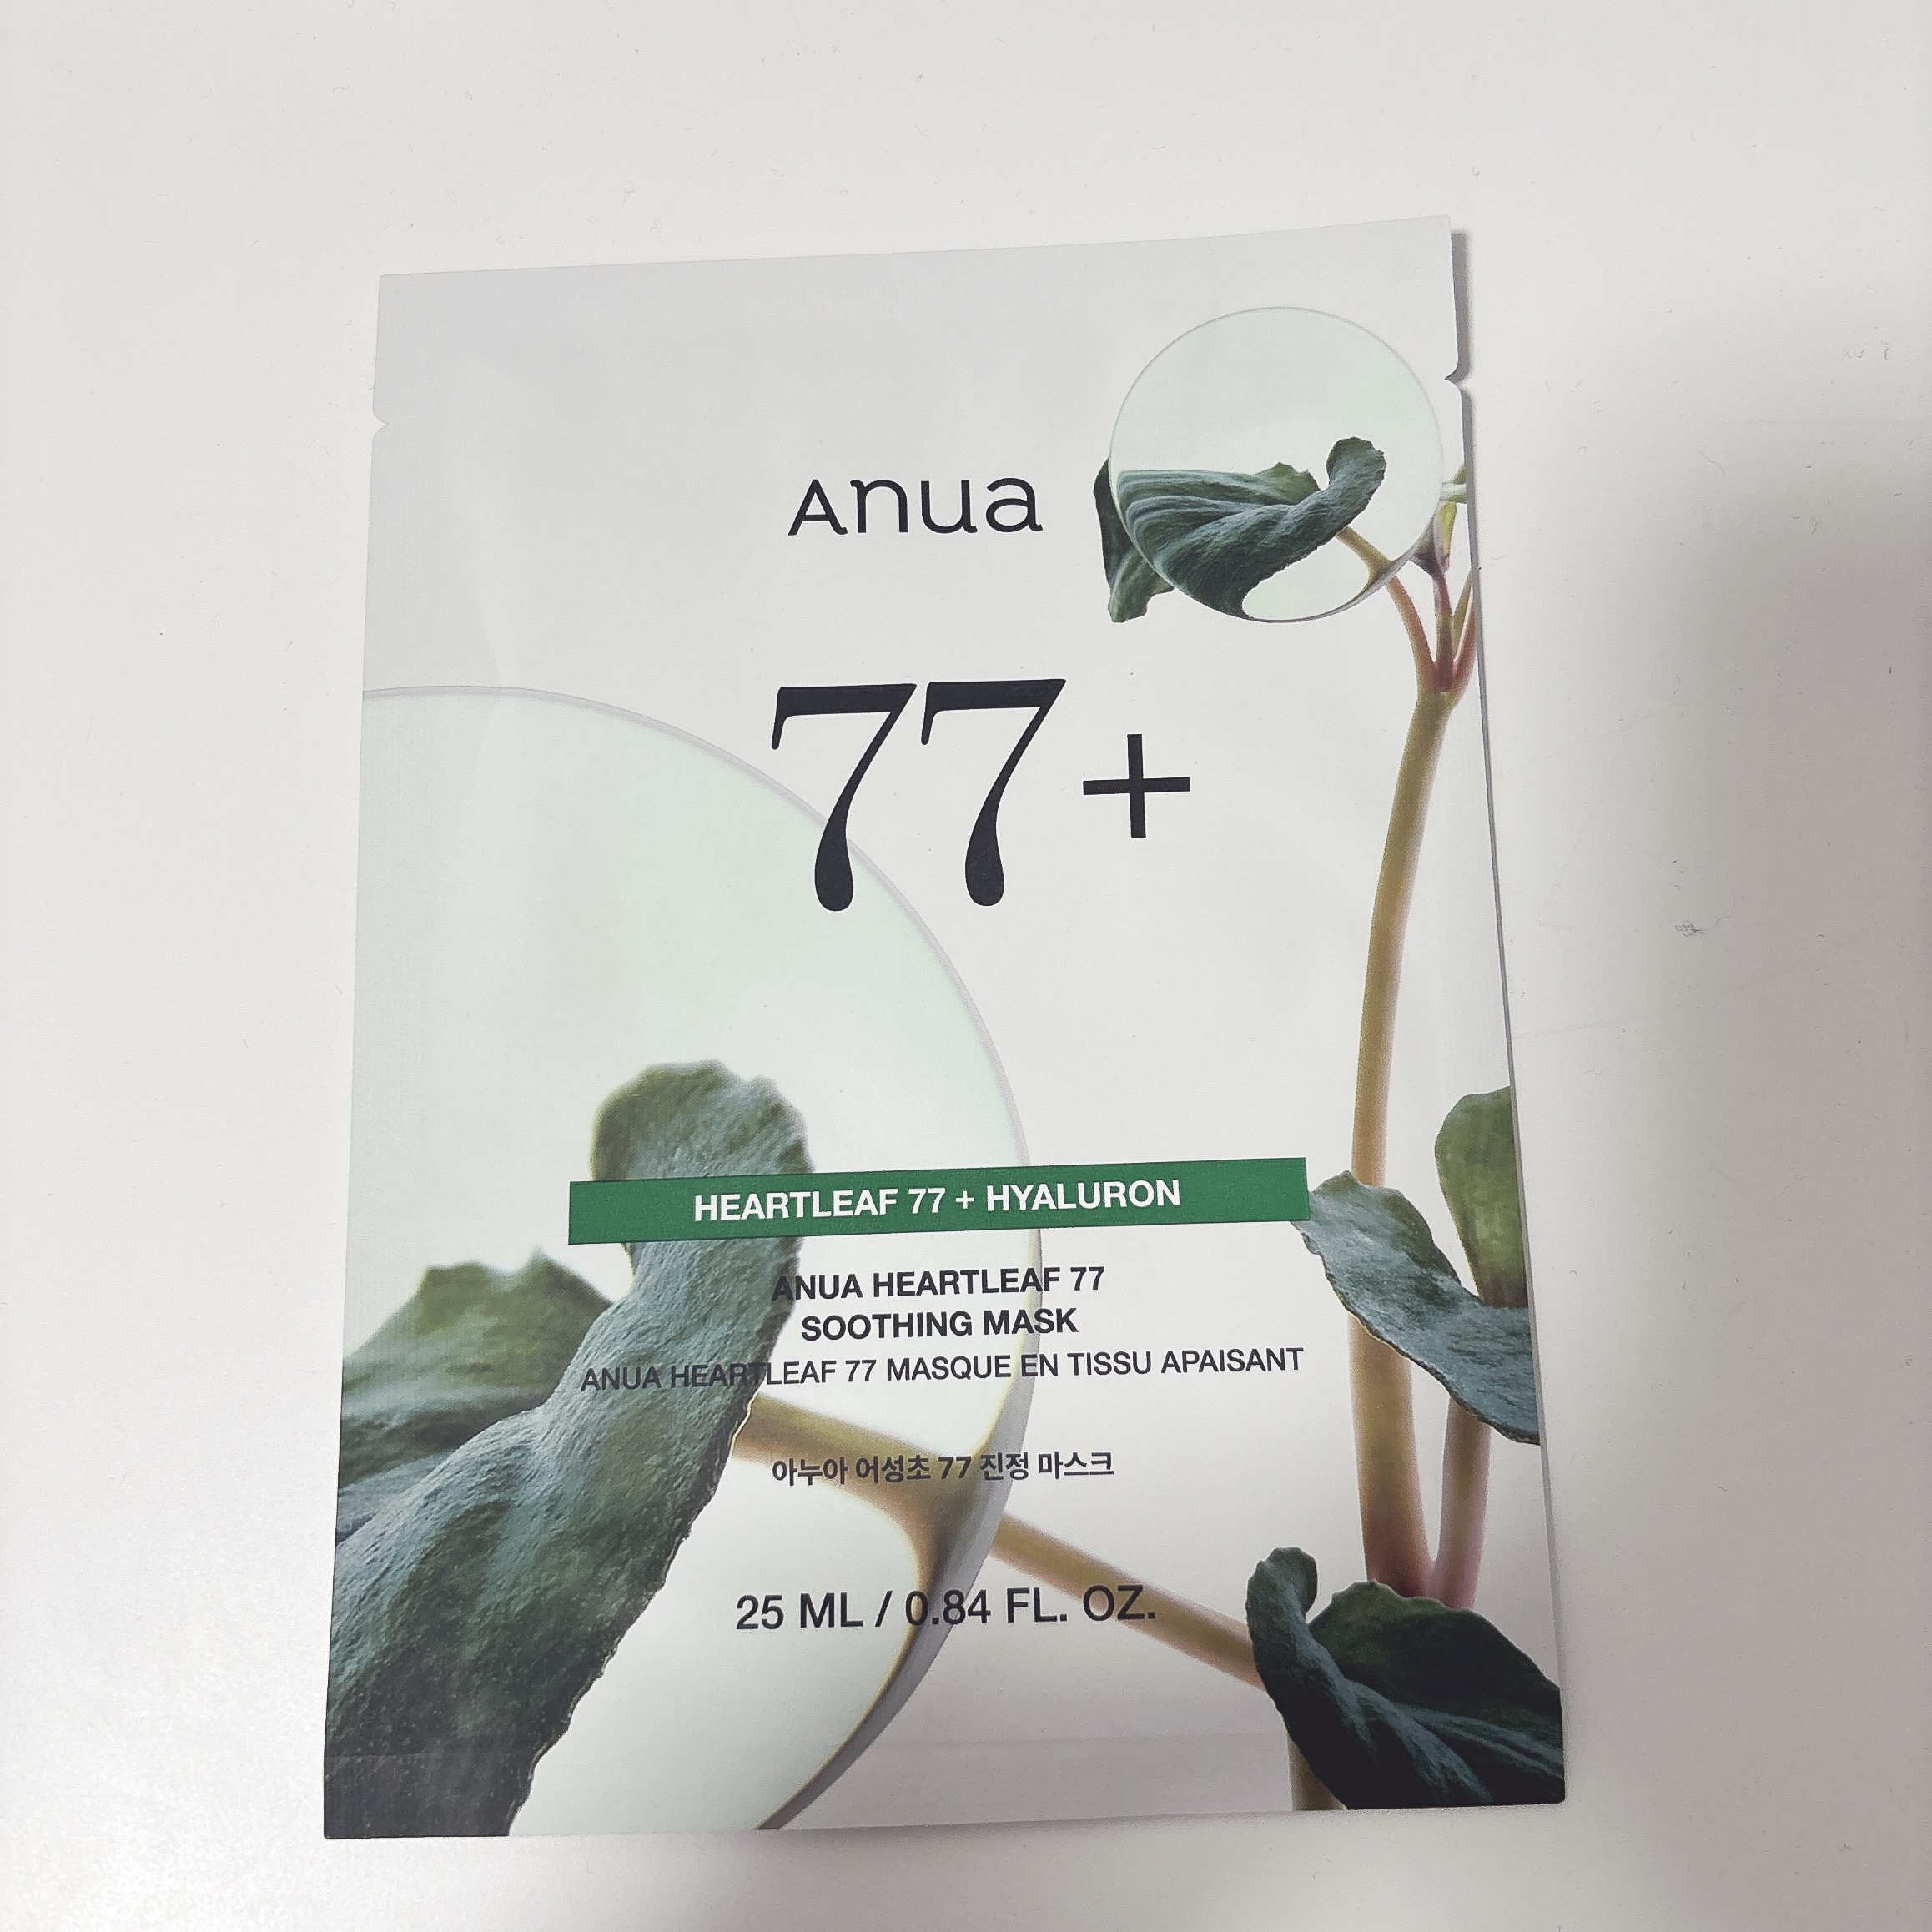 Anua
77+
HEARTLEAF 77 + HYALURON
ANUA HEARTLEAF 77
SOOTHING MASK
ANUA HEARTLEAF 77 MASQUE EN TISSU APAISANT
아누아 어성초 77 진정 마스크
25 ML / 0.84 FL. OZ.